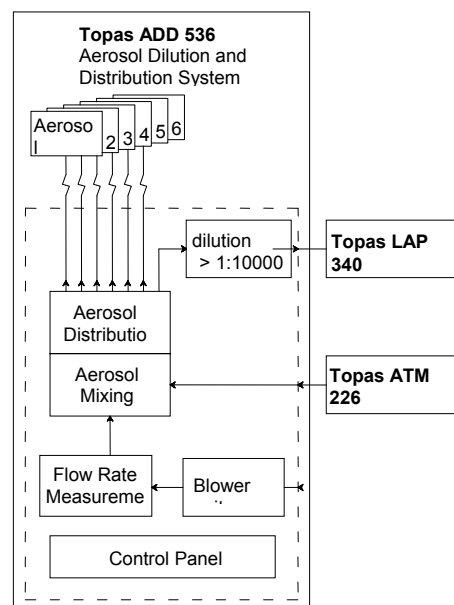 Topas ADD 536
Aerosol Dilution and
Distribution System
Aeroso
l
2
3
4
5
6
dilution
> 1:10000
Topas LAP
340
Aerosol
Distributio
Aerosol
Mixing
Topas ATM
226
Flow Rate
Measureme
Blower
Control Panel